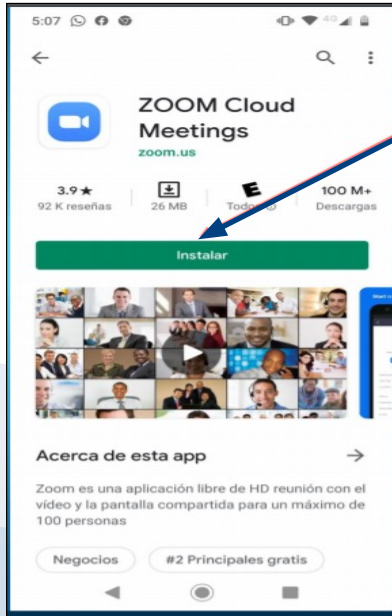 5:07
4G
ZOOM Cloud
Meetings
zoom.us
3.9★
92 K reseñas
26 MB
E
Todos
100 M+
Descargas
Instalar
Acerca de esta app
Zoom es una aplicación libre de HD reunión con el
vídeo y la pantalla compartida para un máximo de
100 personas
Negocios
#2 Principales gratis